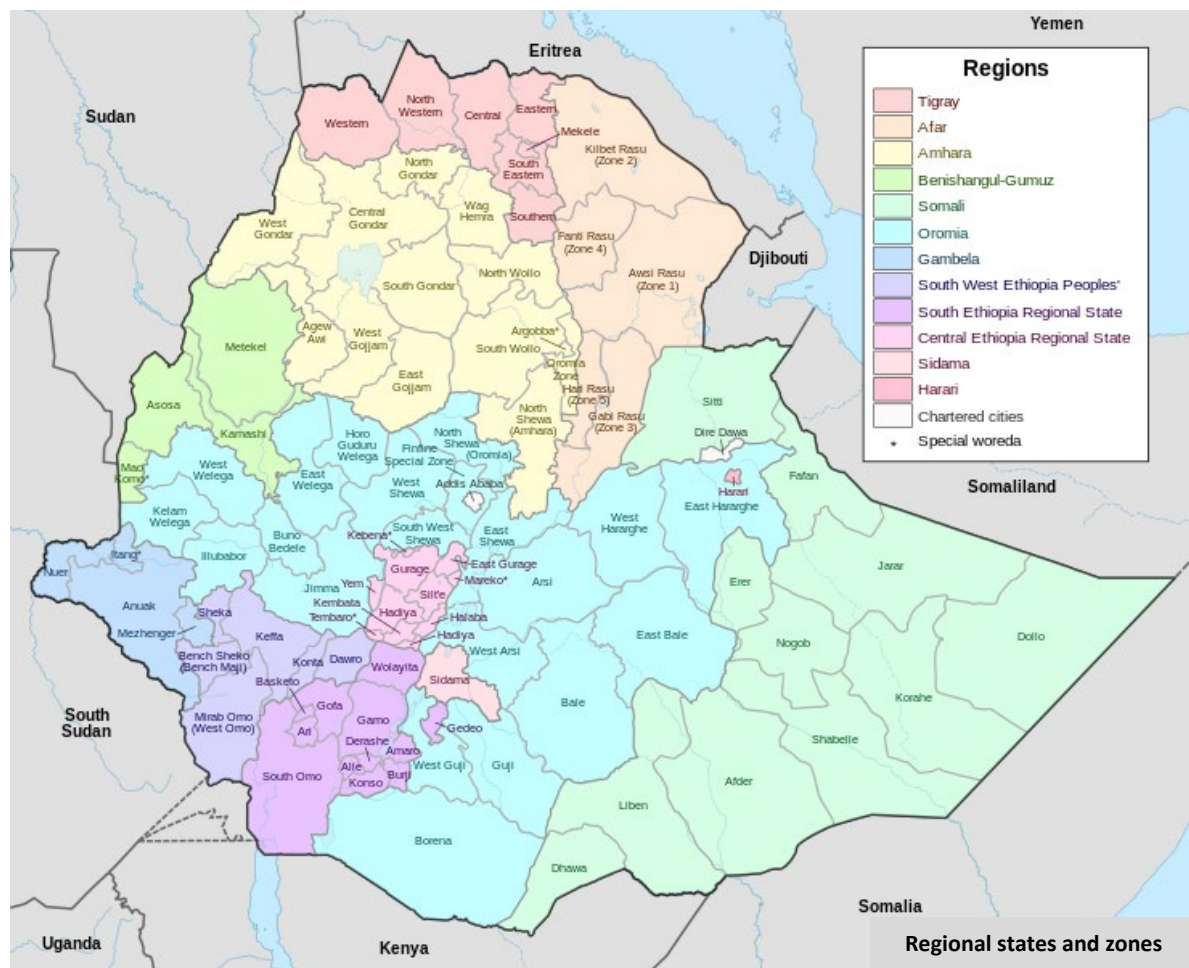 Yemen
Eritrea
Sudan
Regions
Tigray
Afar
Amhara
Benishangul-Gumuz
Somali
Oromia
Gambela
South West Ethiopia Peoples'
South Ethiopia Regional State
Central Ethiopia Regional State
Sidama
Harari
Chartered cities
* Special woreda
Western
North
Western
Central
Eastern
Mekele
South
Eastern
Southern
Kilbet Rasu
(Zone 2)
Fanti Rasu
(Zone 4)
Awsi Rasu
(Zone 1)
Hari Rasu
(Zone 5)
Gabi Rasu
(Zone 3)
Djibouti
North
Gondar
West
Gondar
Central
Gondar
Wag
Hemra
South Gondar
North Wollo
Agew
Awi
West
Gojjam
East
Gojjam
Argobba*
South Wollo
Oromia
Zone
North
Shewa
(Amhara)
Metekel
Asosa
Kamashi
Mao
Komo*
Sitti
Dire Dawa
Harari
East Hararghe
Fafan
Somaliland
West
Welega
Kelam
Welega
East
Welega
Horo
Guduru
Welega
North
Shewa
(Oromia)
Finfine
Special Zone
Addis Ababa
West
Shewa
South West
Shewa
East
Shewa
West
Hararghe
Buno
Bedele
Illubabor
Jimma
Arsi
West Arsi
East Bale
Bale
West Guji
Guji
Borena
Itang*
Nuer
Anuak
Mezhenger
Kebena*
Gurage
East Gurage
Mareko*
Silt'e
Yem
Kembata
Tembaro*
Hadiya
Halaba
Hadiya
Sheka
Keffa
Bench Sheko
(Bench Maji)
Konta
Dawro
Mirab Omo
(West Omo)
Wolayita
Sidama
Basketo
Gofa
Ari
Gamo
Gedeo
Derashe
Amaro
Alle
Konso
Burji
South Omo
Erer
Jarar
Nogob
Dollo
Korahe
Shabelle
Afder
Liben
Dhawa
South
Sudan
Uganda
Kenya
Somalia
Regional states and zones